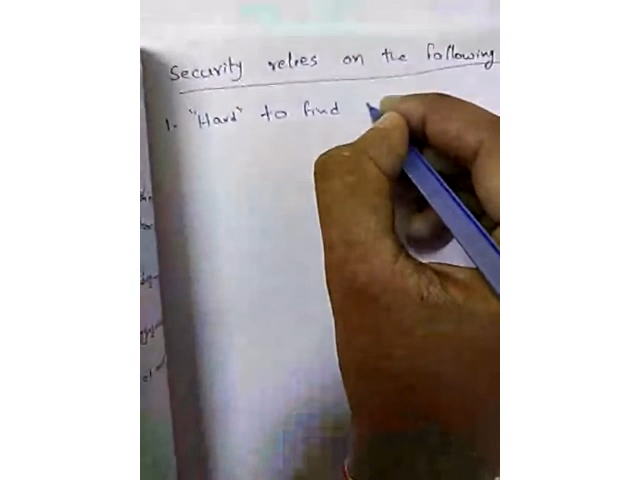 Security relies on the following
1. "Hard" to find